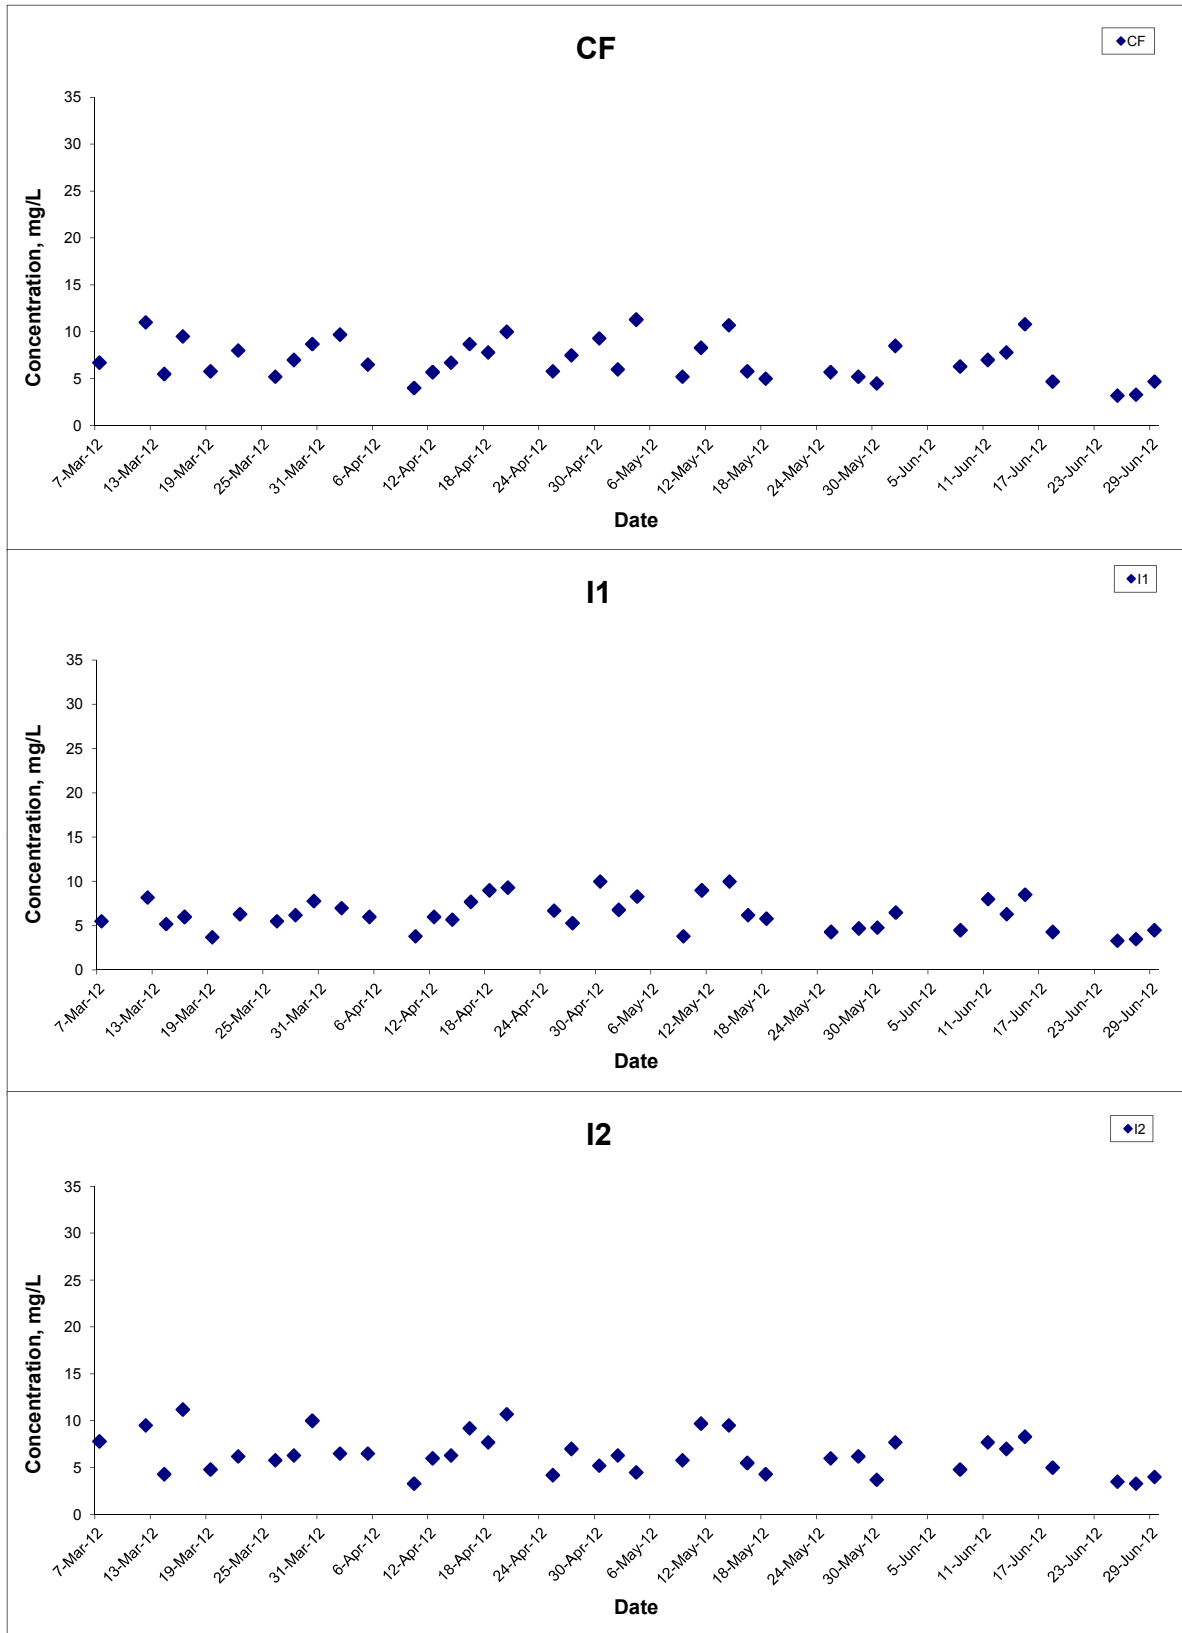 CF
CF
Concentration, mg/L
35
30
25
20
15
10
5
0
7-Mar-12
13-Mar-12
19-Mar-12
25-Mar-12
31-Mar-12
6-Apr-12
12-Apr-12
18-Apr-12
24-Apr-12
30-Apr-12
6-May-12
12-May-12
18-May-12
24-May-12
30-May-12
5-Jun-12
11-Jun-12
17-Jun-12
23-Jun-12
29-Jun-12
Date
I1
I1
Concentration, mg/L
35
30
25
20
15
10
5
0
7-Mar-12
13-Mar-12
19-Mar-12
25-Mar-12
31-Mar-12
6-Apr-12
12-Apr-12
18-Apr-12
24-Apr-12
30-Apr-12
6-May-12
12-May-12
18-May-12
24-May-12
30-May-12
5-Jun-12
11-Jun-12
17-Jun-12
23-Jun-12
29-Jun-12
Date
I2
I2
Concentration, mg/L
35
30
25
20
15
10
5
0
7-Mar-12
13-Mar-12
19-Mar-12
25-Mar-12
31-Mar-12
6-Apr-12
12-Apr-12
18-Apr-12
24-Apr-12
30-Apr-12
6-May-12
12-May-12
18-May-12
24-May-12
30-May-12
5-Jun-12
11-Jun-12
17-Jun-12
23-Jun-12
29-Jun-12
Date